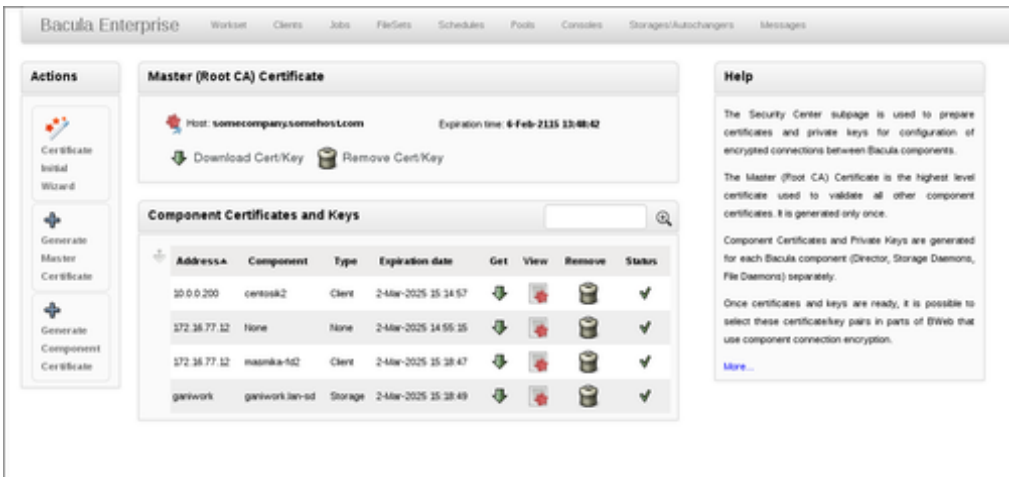 Bacula Enterprise Workset Clients Jobs FileSets Schedules Pools Consoles Storages/Autochangers Messages
Actions
Certificate
Initial
Wizard
Generate
Master
Certificate
Generate
Component
Certificate
Master (Root CA) Certificate
Host: somecompany.somehost.com Expiration time: 6-Feb-2115 13:48:42
Download Cert/Key Remove Cert/Key
Component Certificates and Keys
Address Component Type Expiration date Get View Remove Status
10.0.0.200 centosik2 Client 2-Mar-2025 15:14:57
172.16.77.12 None None 2-Mar-2025 14:55:15
172.16.77.12 masmika-fd2 Client 2-Mar-2025 15:18:47
ganiwork ganiwork.lan-sd Storage 2-Mar-2025 15:18:49
Help
The Security Center subpage is used to prepare
certificates and private keys for configuration of
encrypted connections between Bacula components.
The Master (Root CA) Certificate is the highest level
certificate used to validate all other component
certificates. It is generated only once.
Component Certificates and Private Keys are generated
for each Bacula component (Director, Storage Daemons,
File Daemons) separately.
Once certificates and keys are ready, it is possible to
select these certificate/key pairs in parts of BWeb that
use component connection encryption.
More...